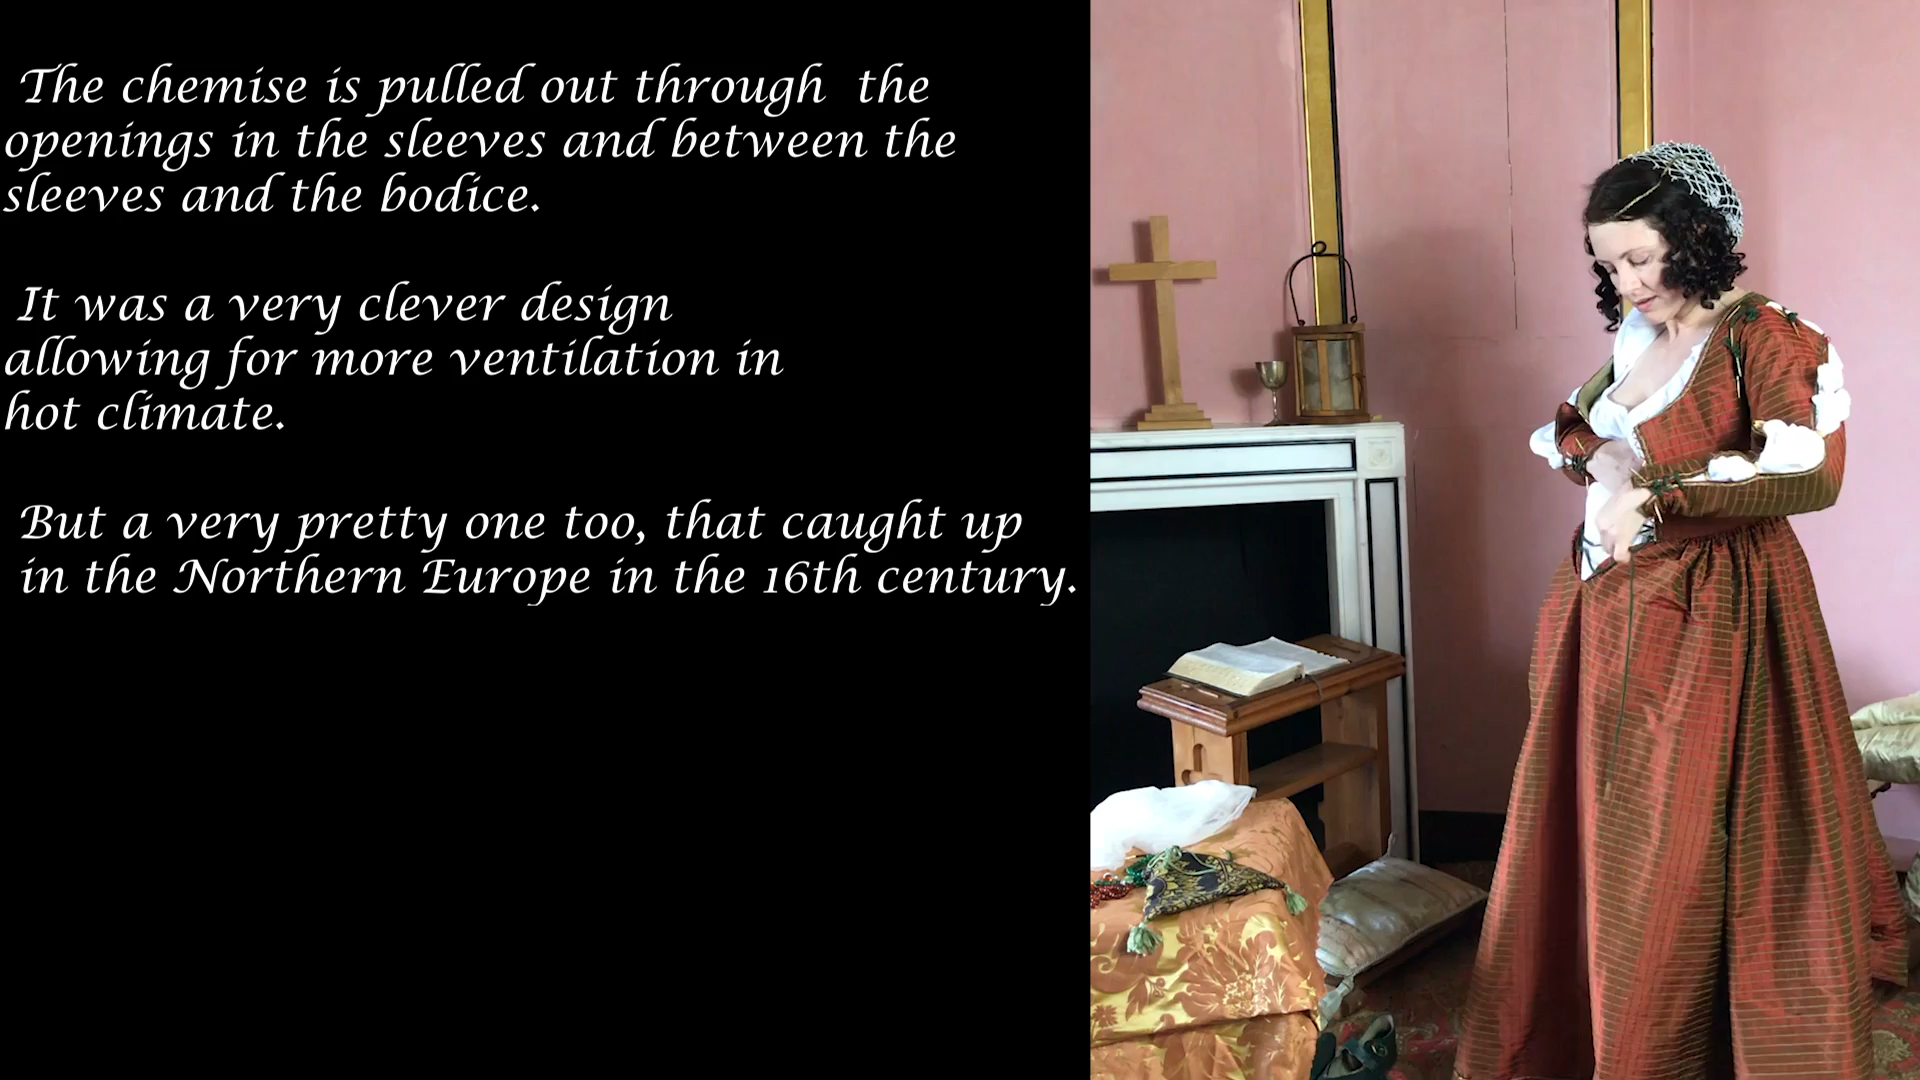 The chemise is pulled out through the
openings in the sleeves and between the
sleeves and the bodice.
It was a very clever design
allowing for more ventilation in
hot climate.
But a very pretty one too, that caught up
in the Northern Europe in the 16th century.